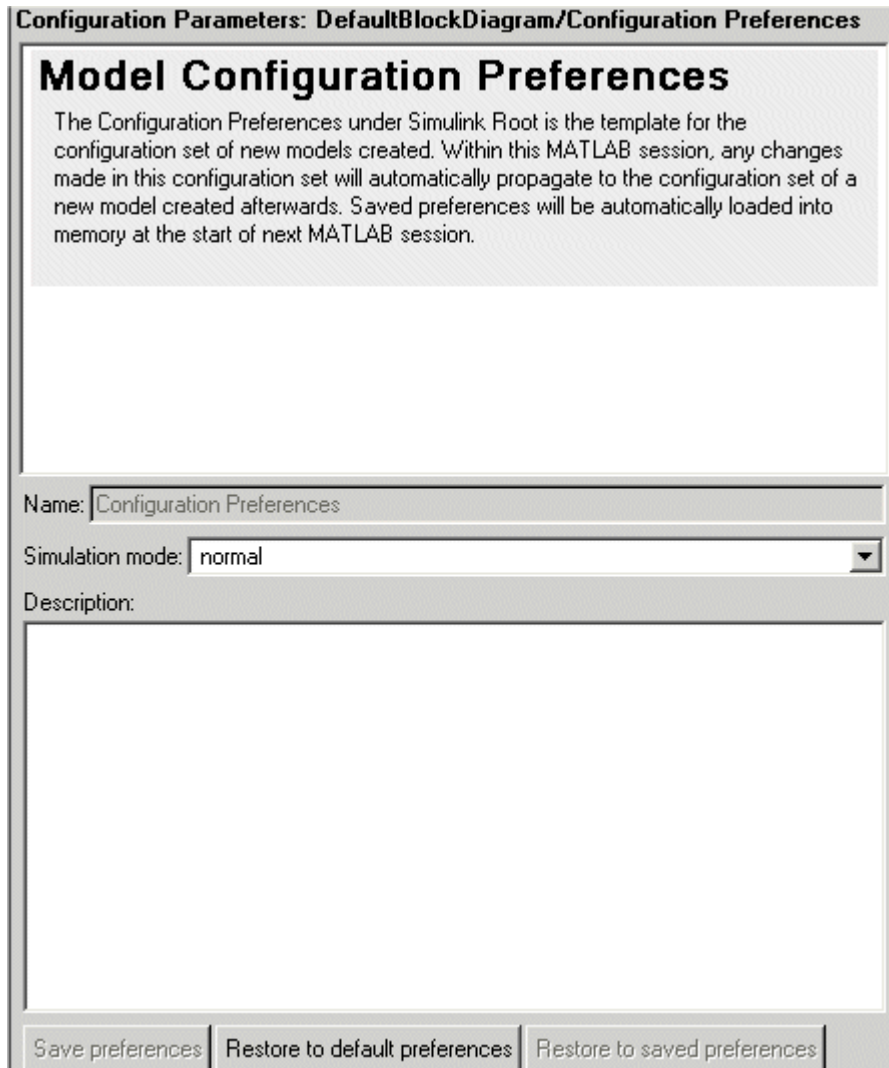 Configuration Parameters: DefaultBlockDiagram/Configuration Preferences
Model Configuration Preferences
The Configuration Preferences under Simulink Root is the template for the
configuration set of new models created. Within this MATLAB session, any changes
made in this configuration set will automatically propagate to the configuration set of a
new model created afterwards. Saved preferences will be automatically loaded into
memory at the start of next MATLAB session.
Name: Configuration Preferences
Simulation mode: normal
Description:
Save preferences Restore to default preferences Restore to saved preferences